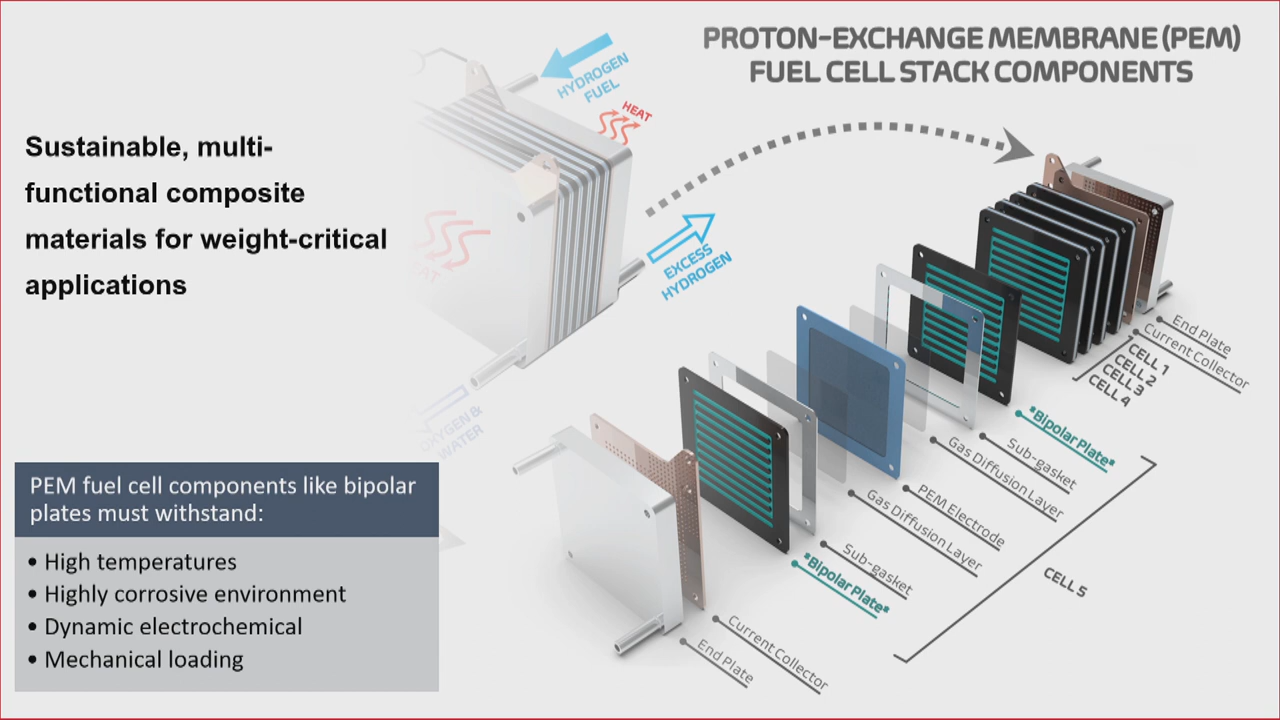 PROTON-EXCHANGE MEMBRANE (PEM)
FUEL CELL STACK COMPONENTS
Sustainable, multi-
functional composite
materials for weight-critical
applications
HYDROGEN
FUEL
HEAT
EXCESS
HYDROGEN
WATER
End Plate
Current Collector
CELL 1
CELL 2
CELL 3
CELL 4
*Bipolar Plate*
Sub-gasket
Gas Diffusion Layer
PEM Electrode
Gas Diffusion Layer
Sub-gasket
*Bipolar Plate*
CELL 5
Current Collector
End Plate
PEM fuel cell components like bipolar
plates must withstand:
• High temperatures
• Highly corrosive environment
• Dynamic electrochemical
• Mechanical loading